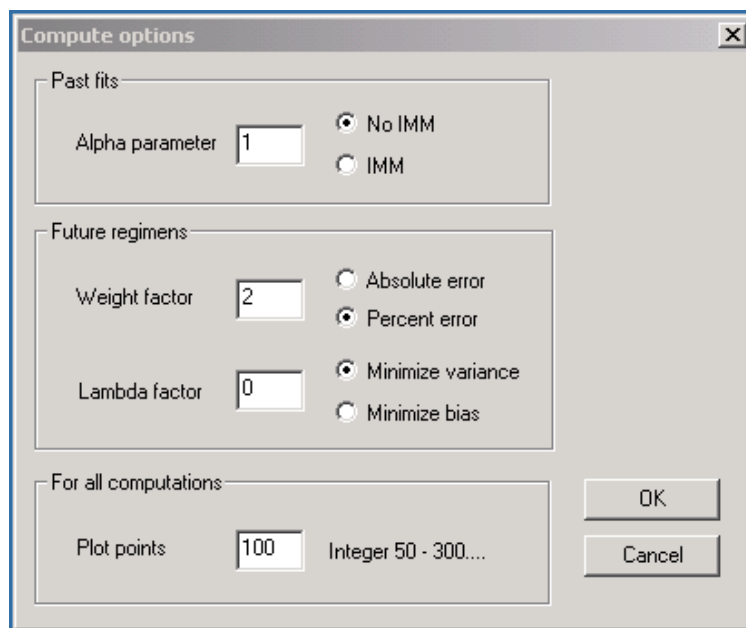 Compute options
Past fits
Alpha parameter 1
No IMM
IMM
Future regimens
Weight factor 2
Absolute error
Percent error
Lambda factor 0
Minimize variance
Minimize bias
For all computations
Plot points 100 Integer 50 - 300....
OK
Cancel